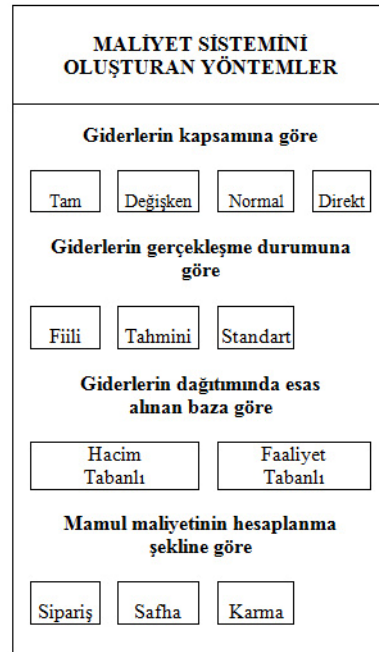 MALİYET SİSTEMİNİ
OLUŞTURAN YÖNTEMLER
Giderlerin kapsamına göre
Tam Değişken Normal Direkt
Giderlerin gerçekleşme durumuna
göre
Fiili Tahmini Standart
Giderlerin dağıtımında esas
alınan baza göre
Hacim Faaliyet
Tabanlı Tabanlı
Mamul maliyetinin hesaplanma
şekline göre
Sipariş Safha Karma